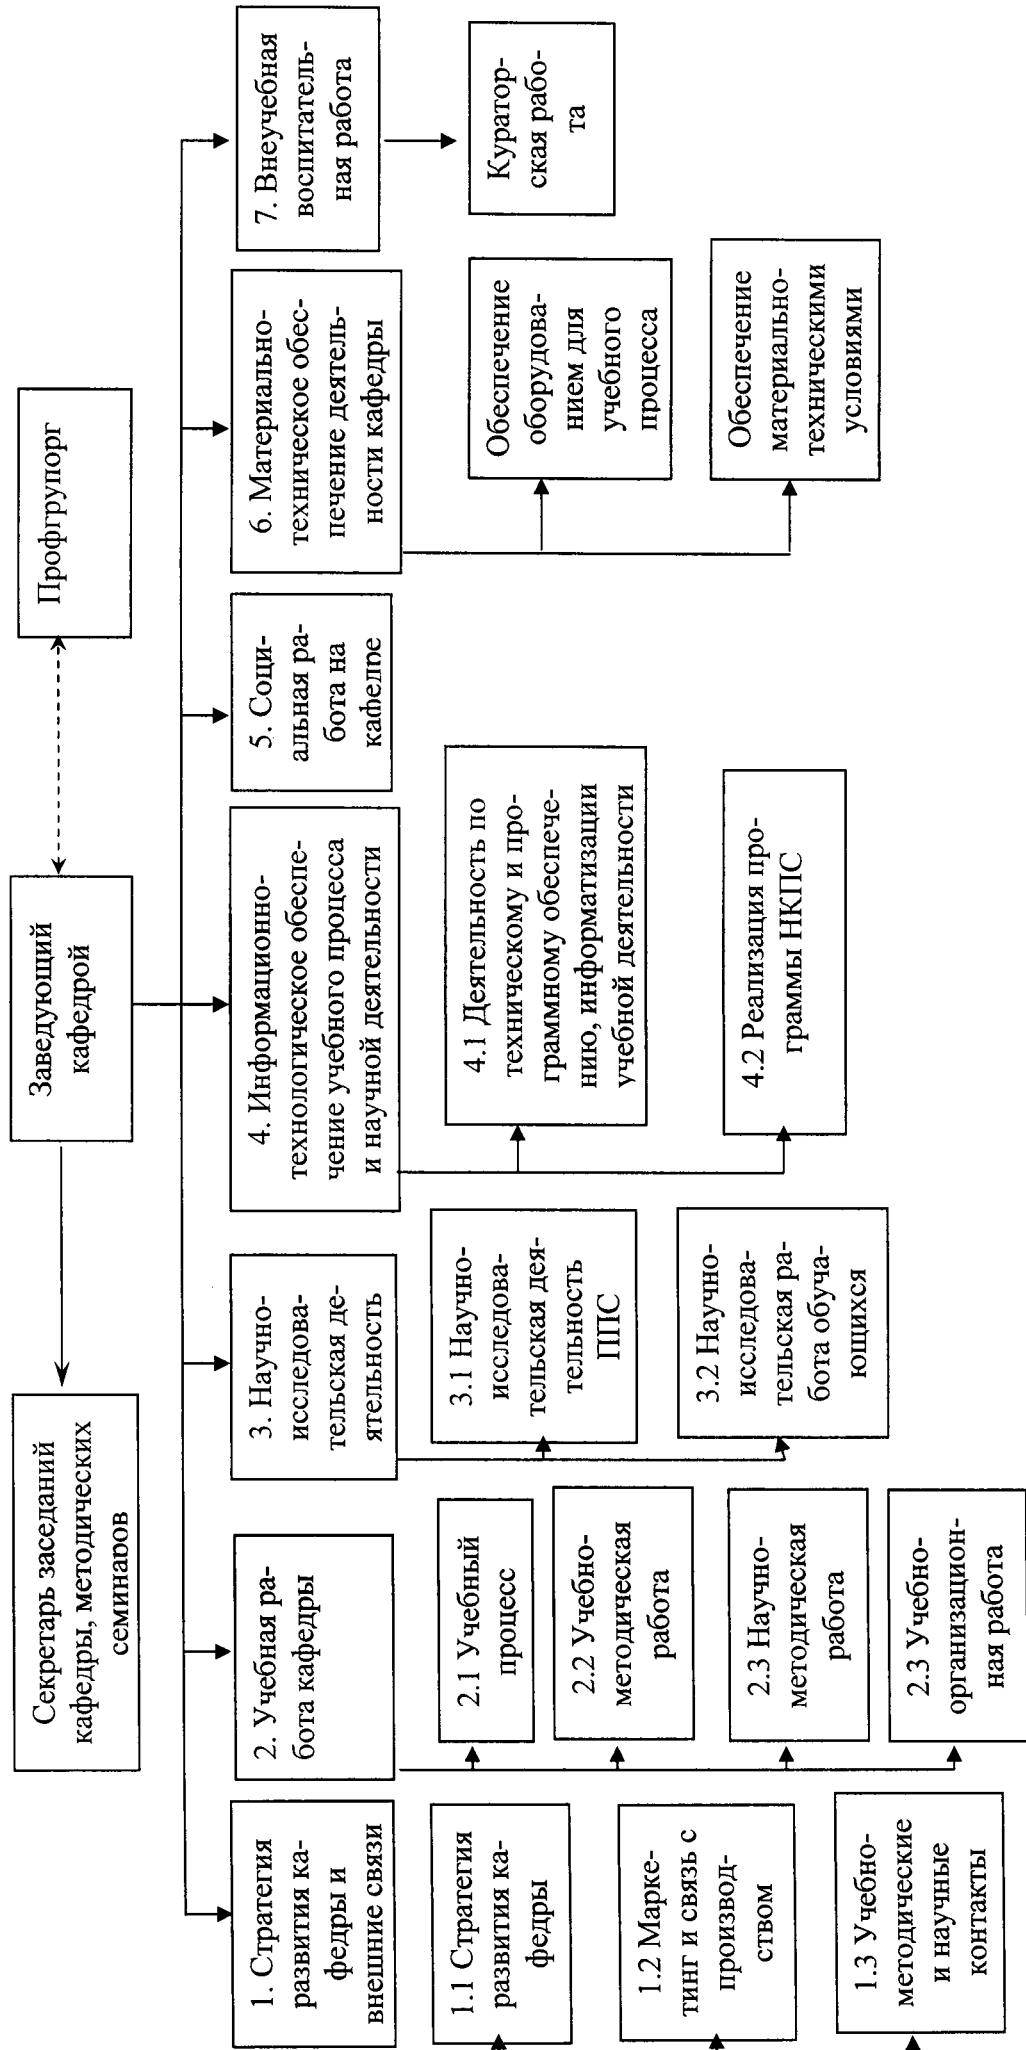 Секретарь заседаний
кафедры, методических
семинаров
Заведующий
кафедрой
Профгрупорг
1. Стратегия
развития ка-
федры и
внешние связи
2. Учебная ра-
бота кафедры
3. Научно-
исследова-
тельская де-
ятельность
4. Информационно-
технологическое обеспе-
чение учебного процесса
и научной деятельности
5. Соци-
альная ра-
бота на
кафедре
6. Материально-
техническое обес-
печение деятель-
ности кафедры
7. Внеучебная
воспитатель-
ная работа
1.1 Стратегия
развития ка-
федры
1.2 Марке-
тинг и связь с
производ-
ством
1.3 Учебно-
методические
и научные
контакты
2.1 Учебный
процесс
2.2 Учебно-
методическая
работа
2.3 Научно-
методическая
работа
2.3 Учебно-
организацион-
ная работа
3.1 Научно-
исследова-
тельская дея-
тельность
ППС
3.2 Научно-
исследова-
тельская ра-
бота обуча-
ющихся
4.1 Деятельность по
техническому и про-
граммному обеспече-
нию, информатизации
учебной деятельности
4.2 Реализация про-
граммы НКПС
Обеспечение
оборудова-
нием для
учебного
процесса
Обеспечение
материально-
техническими
условиями
Куратор-
ская рабо-
та